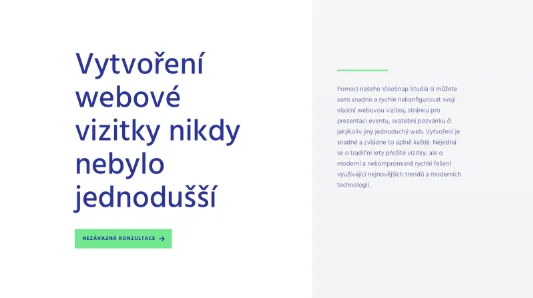 Vytvoření
webové
vizitky nikdy
nebylo
jednodušší
NEZÁVAZNÁ KONZULTACE →
Pomocí našeho VisoSnap Studia si můžete
sami snadno a rychle nakonfigurovat svoji
vlastní webovou vizitku, stránku pro
prezentaci eventu, svatební pozvánku či
jakýkoliv jiný jednoduchý web. Vytvoření je
snadné a zvládne to úplně každý. Nejedná
se o tradiční lety přežité vizitky, ale o
moderní a nekompromisně rychlé řešení
využívající nejnovějších trendů a moderních
technologií.